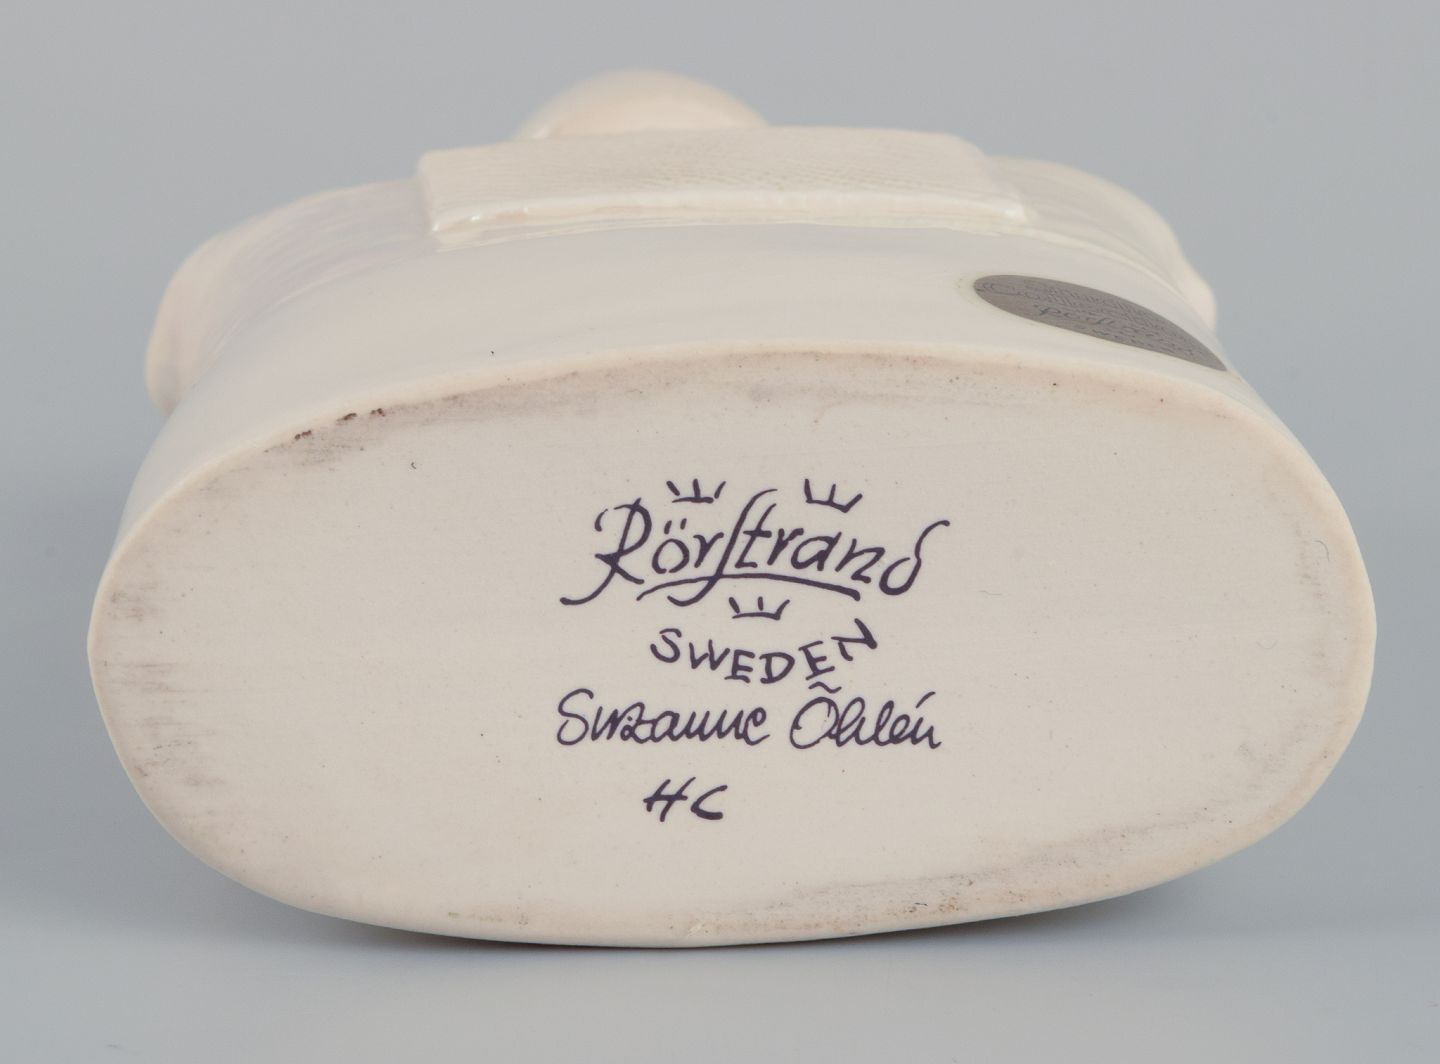 Rörstrand
SWEDEN
Suzanne Öhlén
HC